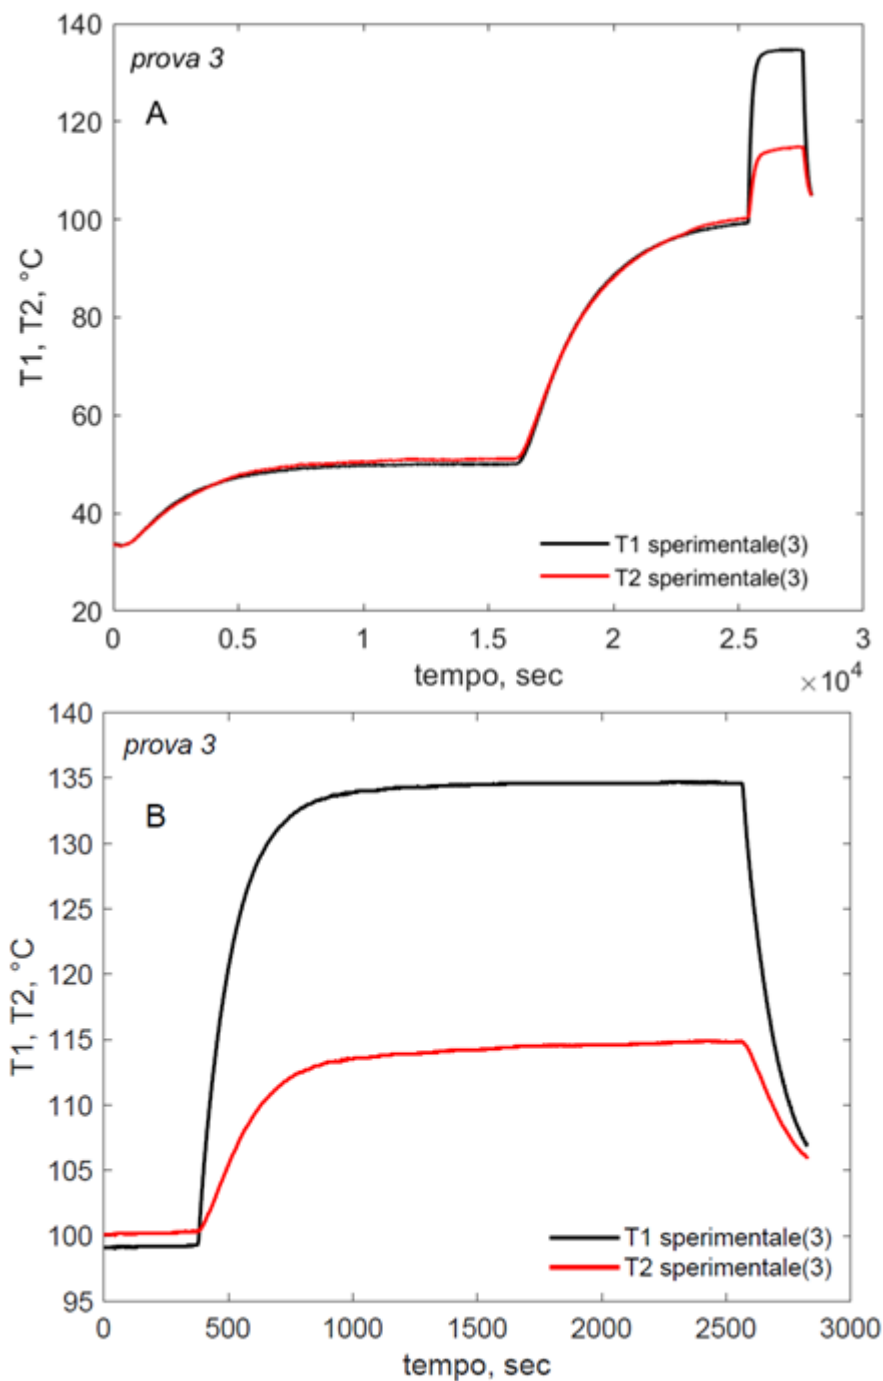 140
prova 3
A
120
100
80
60
40
20
T1, T2, °C
T1 sperimentale(3)
T2 sperimentale(3)
0 0.5 1 1.5 2 2.5 3
tempo, sec
×10⁴
140
prova 3
B
135
130
125
120
115
110
105
100
95
T1, T2, °C
T1 sperimentale(3)
T2 sperimentale(3)
0 500 1000 1500 2000 2500 3000
tempo, sec